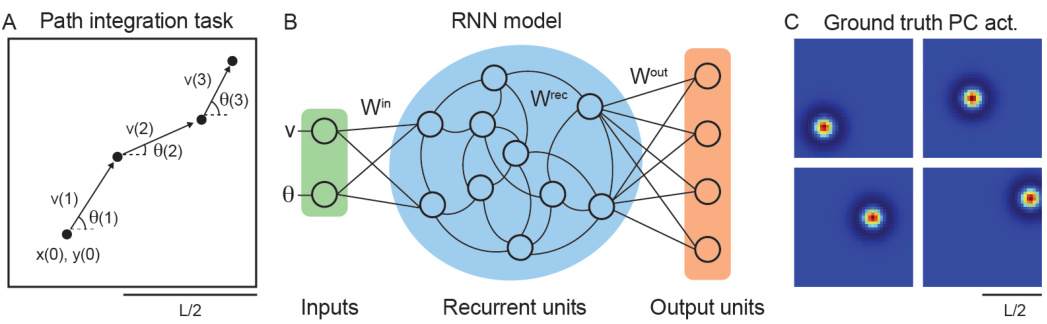 A Path integration task
v(3)
θ(3)
v(2)
θ(2)
v(1)
θ(1)
x(0), y(0)
L/2
B RNN model
W^in
W^rec
W^out
v
θ
Inputs
Recurrent units
Output units
C Ground truth PC act.
L/2